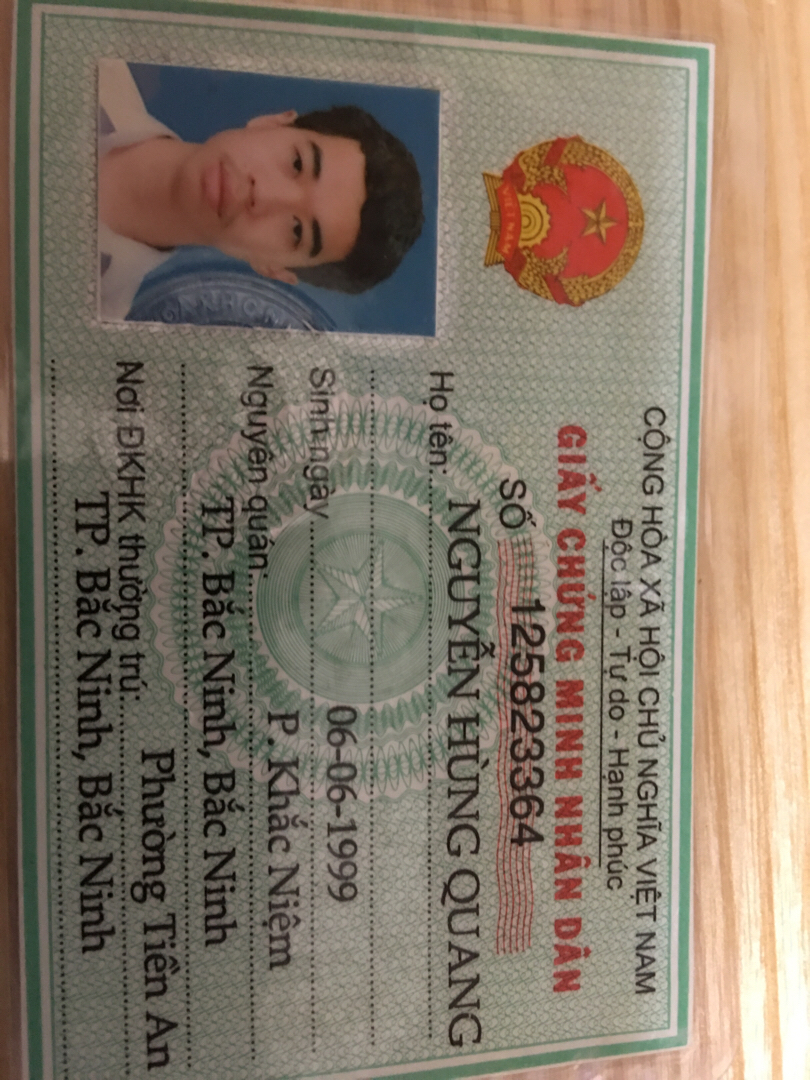 CỘNG HÒA XÃ HỘI CHỦ NGHĨA VIỆT NAM
Độc lập - Tự do - Hạnh phúc
GIẤY CHỨNG MINH NHÂN DÂN
SỐ 125823364
Họ tên: NGUYỄN HÙNG QUANG
Sinh ngày 06-06-1999
Nguyên quán: P. Khắc Niệm
TP. Bắc Ninh, Bắc Ninh
Nơi ĐKHK thường trú: Phường Tiền An
TP. Bắc Ninh, Bắc Ninh
VIỆT NAM